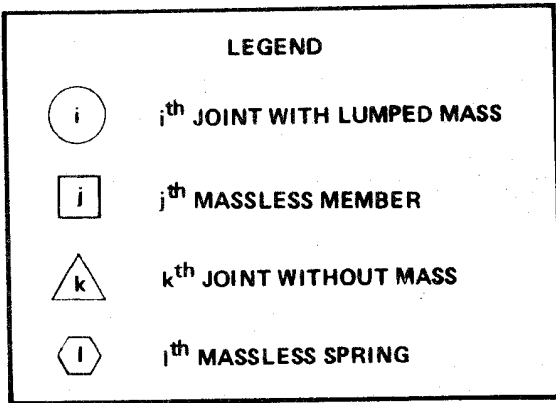 LEGEND
i ith JOINT WITH LUMPED MASS
j jth MASSLESS MEMBER
k kth JOINT WITHOUT MASS
l lth MASSLESS SPRING